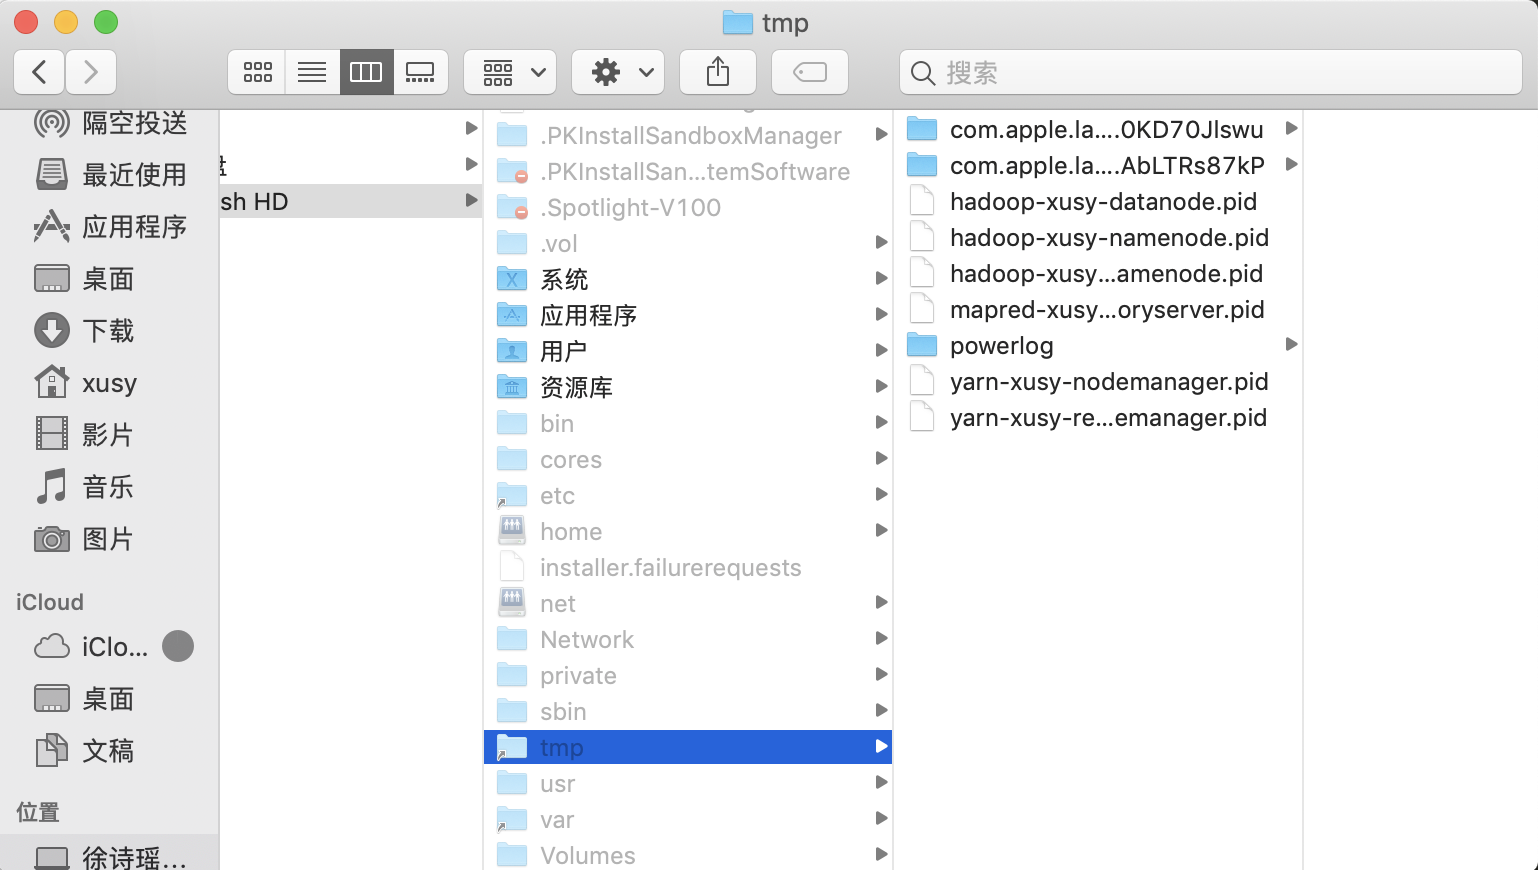 tmp
搜索
隔空投送
最近使用
应用程序
桌面
下载
xusy
影片
音乐
图片
iCloud
iClo...
桌面
文稿
位置
徐诗瑶...
盘
sh HD
.PKInstallSandboxManager
.PKInstallSan...temSoftware
.Spotlight-V100
.vol
系统
应用程序
用户
资源库
bin
cores
etc
home
installer.failurerequests
net
Network
private
sbin
tmp
usr
var
Volumes
com.apple.la....0KD70Jlswu
com.apple.la....AbLTRs87kP
hadoop-xusy-datanode.pid
hadoop-xusy-namenode.pid
hadoop-xusy...amenode.pid
mapred-xusy...oryserver.pid
powerlog
yarn-xusy-nodemanager.pid
yarn-xusy-re...emanager.pid